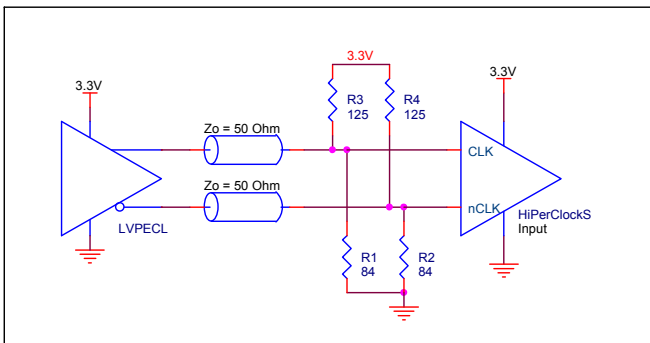 3.3V
3.3V
3.3V
R3
125
R4
125
Zo = 50 Ohm
CLK
Zo = 50 Ohm
nCLK
LVPECL
HiPerClockS
Input
R1
84
R2
84